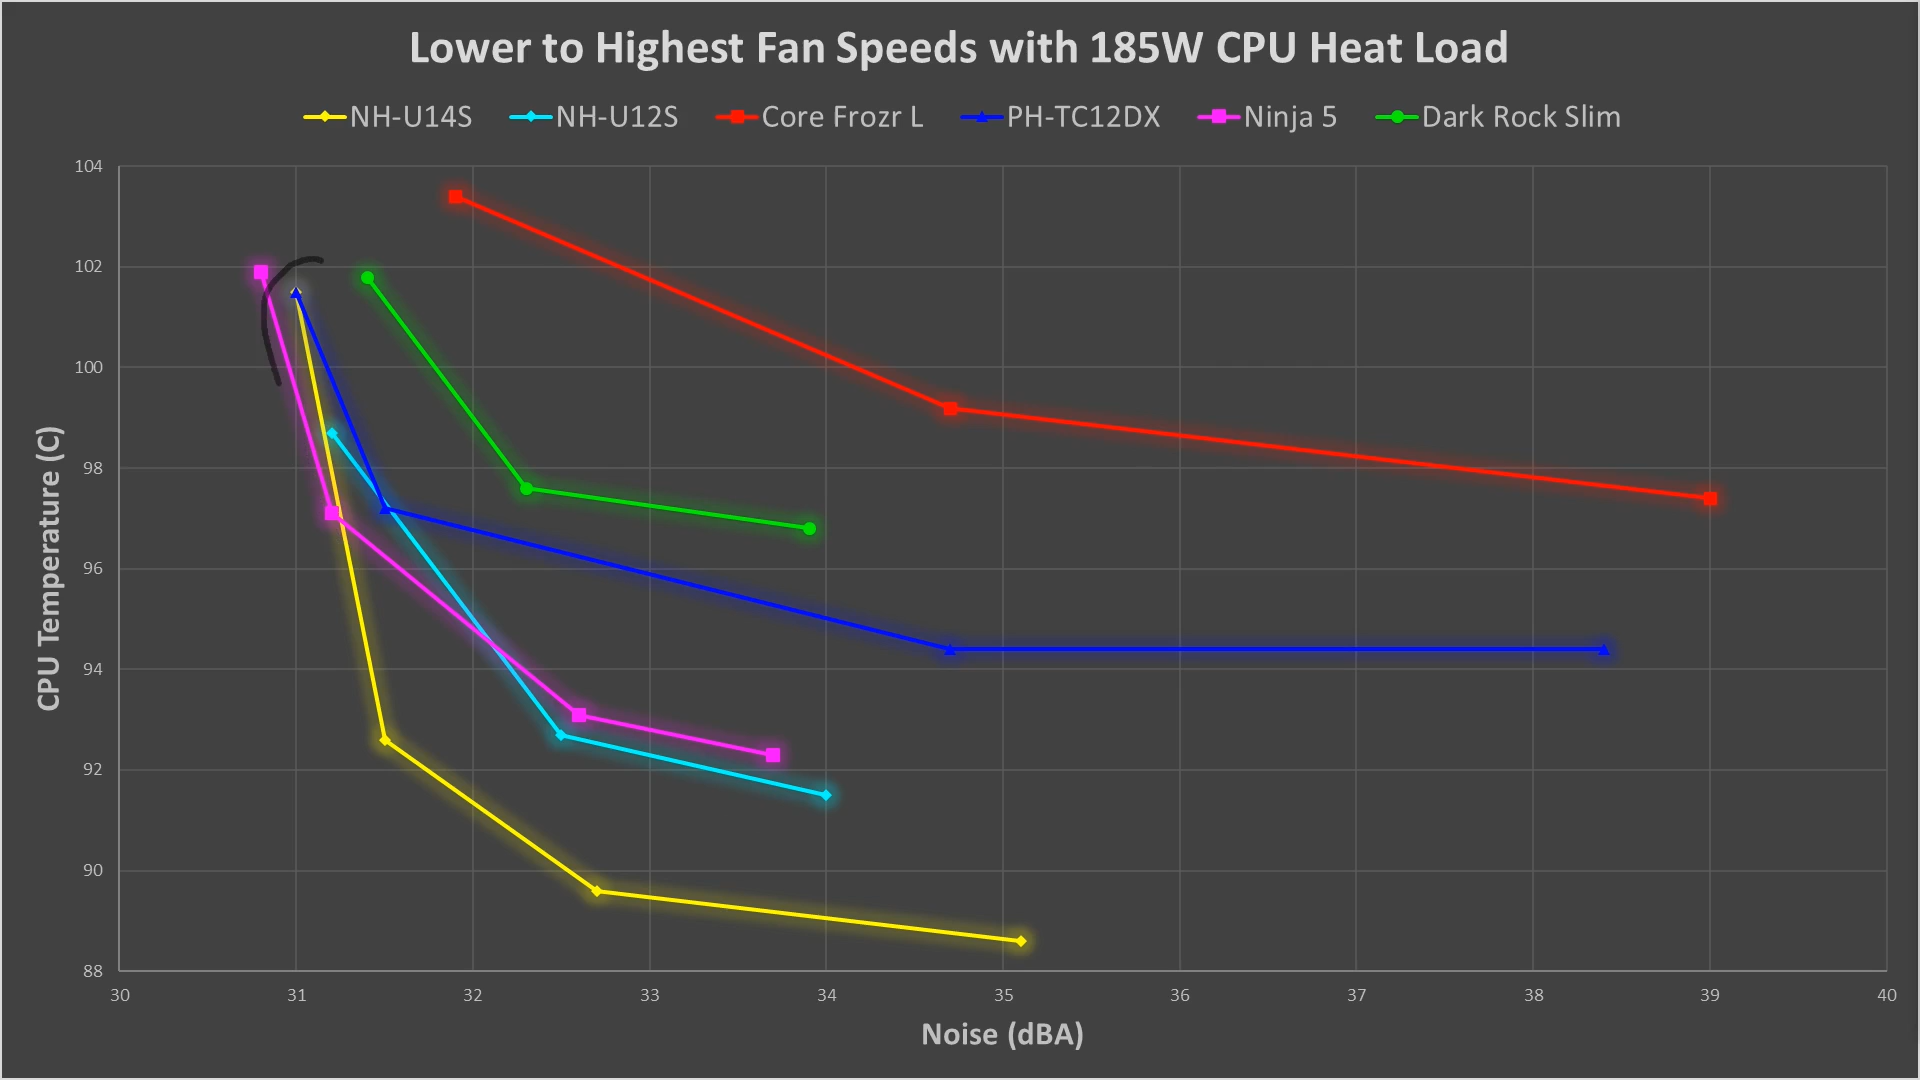 Lower to Highest Fan Speeds with 185W CPU Heat Load
NH-U14S NH-U12S Core Frozr L PH-TC12DX Ninja 5 Dark Rock Slim
104
102
100
98
96
94
92
90
88
CPU Temperature (C)
30 31 32 33 34 35 36 37 38 39 40
Noise (dBA)